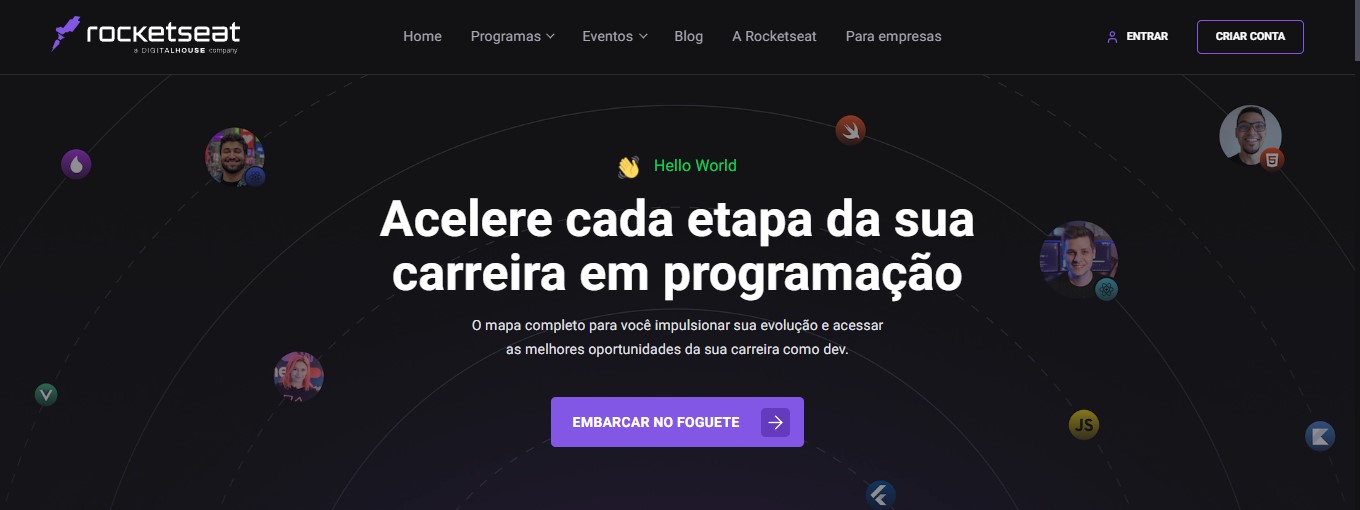 rocketseat
a DIGITALHOUSE company
Home
Programas
Eventos
Blog
A Rocketseat
Para empresas
ENTRAR
CRIAR CONTA
Hello World
Acelere cada etapa da sua
carreira em programação
O mapa completo para você impulsionar sua evolução e acessar
as melhores oportunidades da sua carreira como dev.
EMBARCAR NO FOGUETE
JS